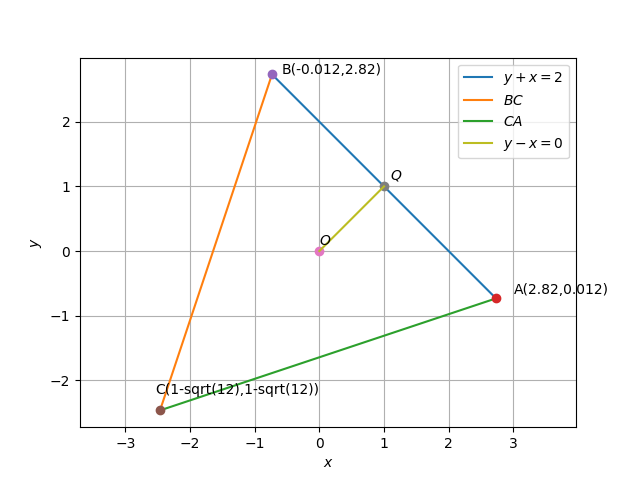 B(-0.012,2.82)
y + x = 2
BC
CA
y − x = 0
Q
O
A(2.82,0.012)
C(1-sqrt(12),1-sqrt(12))
y
2
1
0
−1
−2
−3
−2
−1
0
1
2
3
x